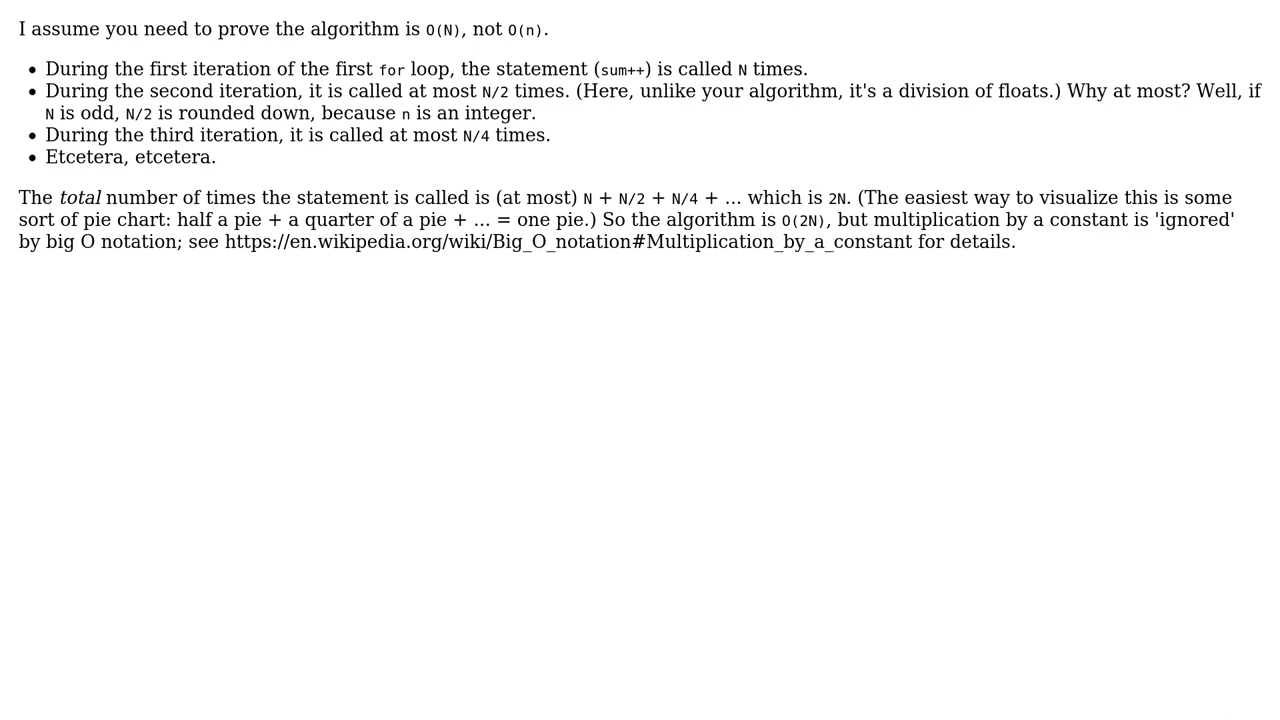 I assume you need to prove the algorithm is O(N), not O(n).
• During the first iteration of the first for loop, the statement (sum++) is called N times.
• During the second iteration, it is called at most N/2 times. (Here, unlike your algorithm, it's a division of floats.) Why at most? Well, if
N is odd, N/2 is rounded down, because n is an integer.
• During the third iteration, it is called at most N/4 times.
• Etcetera, etcetera.
The total number of times the statement is called is (at most) N + N/2 + N/4 + ... which is 2N. (The easiest way to visualize this is some
sort of pie chart: half a pie + a quarter of a pie + ... = one pie.) So the algorithm is O(2N), but multiplication by a constant is 'ignored'
by big O notation; see https://en.wikipedia.org/wiki/Big_O_notation#Multiplication_by_a_constant for details.